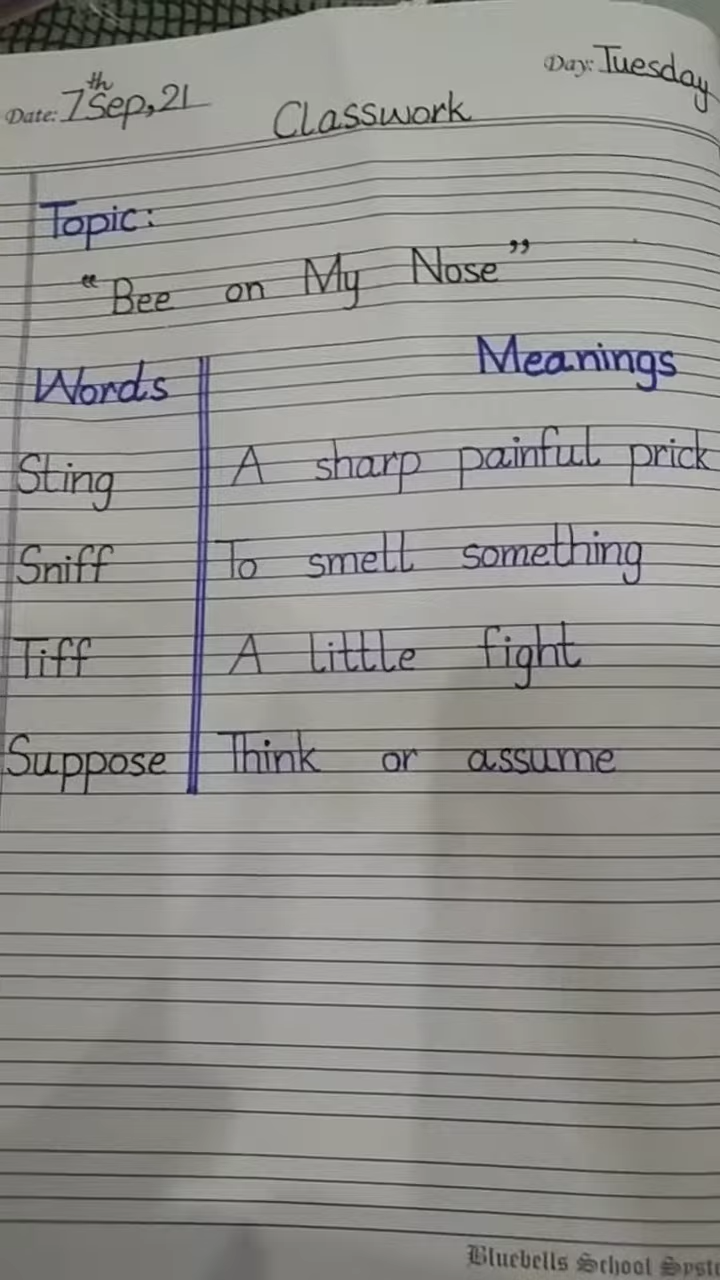 Date: 7th Sep, 21 Day: Tuesday
Classwork
Topic:
“Bee on My Nose”
Words Meanings
Sting A sharp painful prick
Sniff To smell something
Tiff A little fight
Suppose Think or assume
Bluebells School Syst